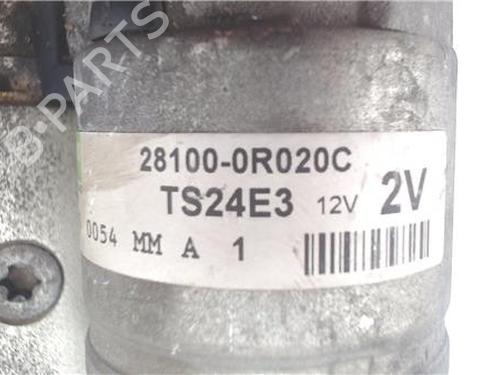 B-PARTS
28100-0R020C
TS24E3 12V 2V
0054 MM A 1